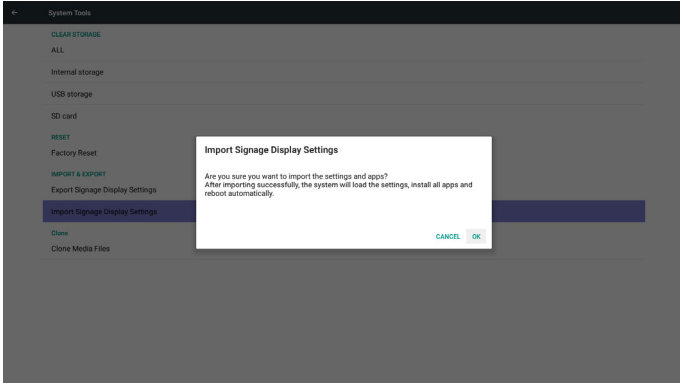 System Tools
CLEAR STORAGE
ALL
Internal storage
USB storage
SD card
RESET
Factory Reset
IMPORT & EXPORT
Export Signage Display Settings
Import Signage Display Settings
Clone
Clone Media Files
Import Signage Display Settings
Are you sure you want to import the settings and apps?
After importing successfully, the system will load the settings, install all apps and
reboot automatically.
CANCEL OK